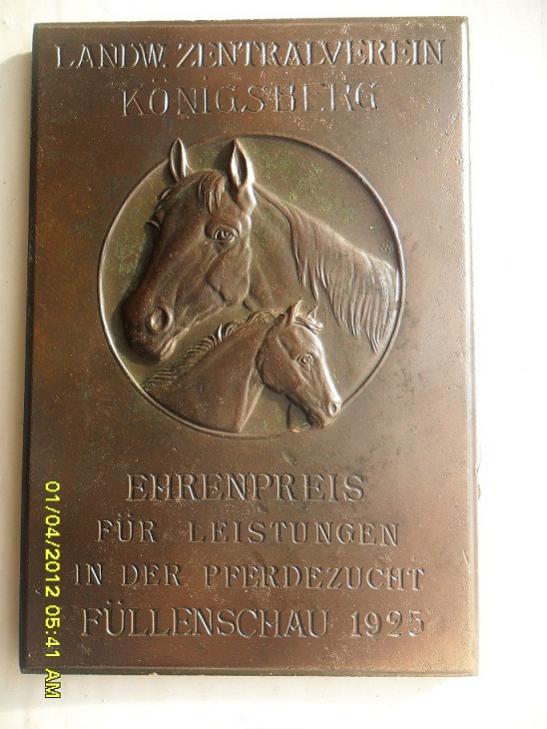 LANDW. ZENTRALVEREIN
KÖNIGSBERG
EHRENPREIS
FÜR LEISTUNGEN
IN DER PFERDEZUCHT
FÜLLENSCHAU 1925
01/04/2012 05:41 AM